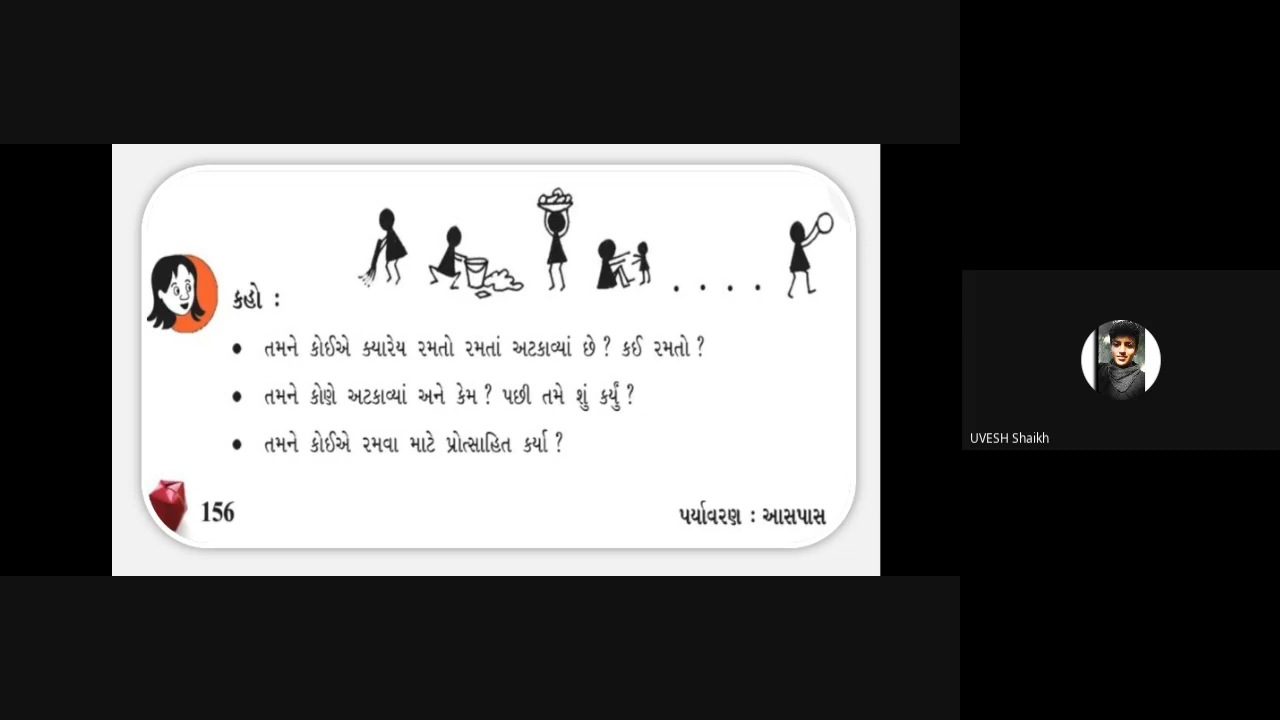 કહો :
તમને કોઈએ ક્યારેય રમતો રમતાં અટકાવ્યાં છે ? કઈ રમતો ?
તમને કોણે અટકાવ્યાં અને કેમ ? પછી તમે શું કર્યું ?
તમને કોઈએ રમવા માટે પ્રોત્સાહિત કર્યા ?
156
પર્યાવરણ : આસપાસ
UVESH Shaikh